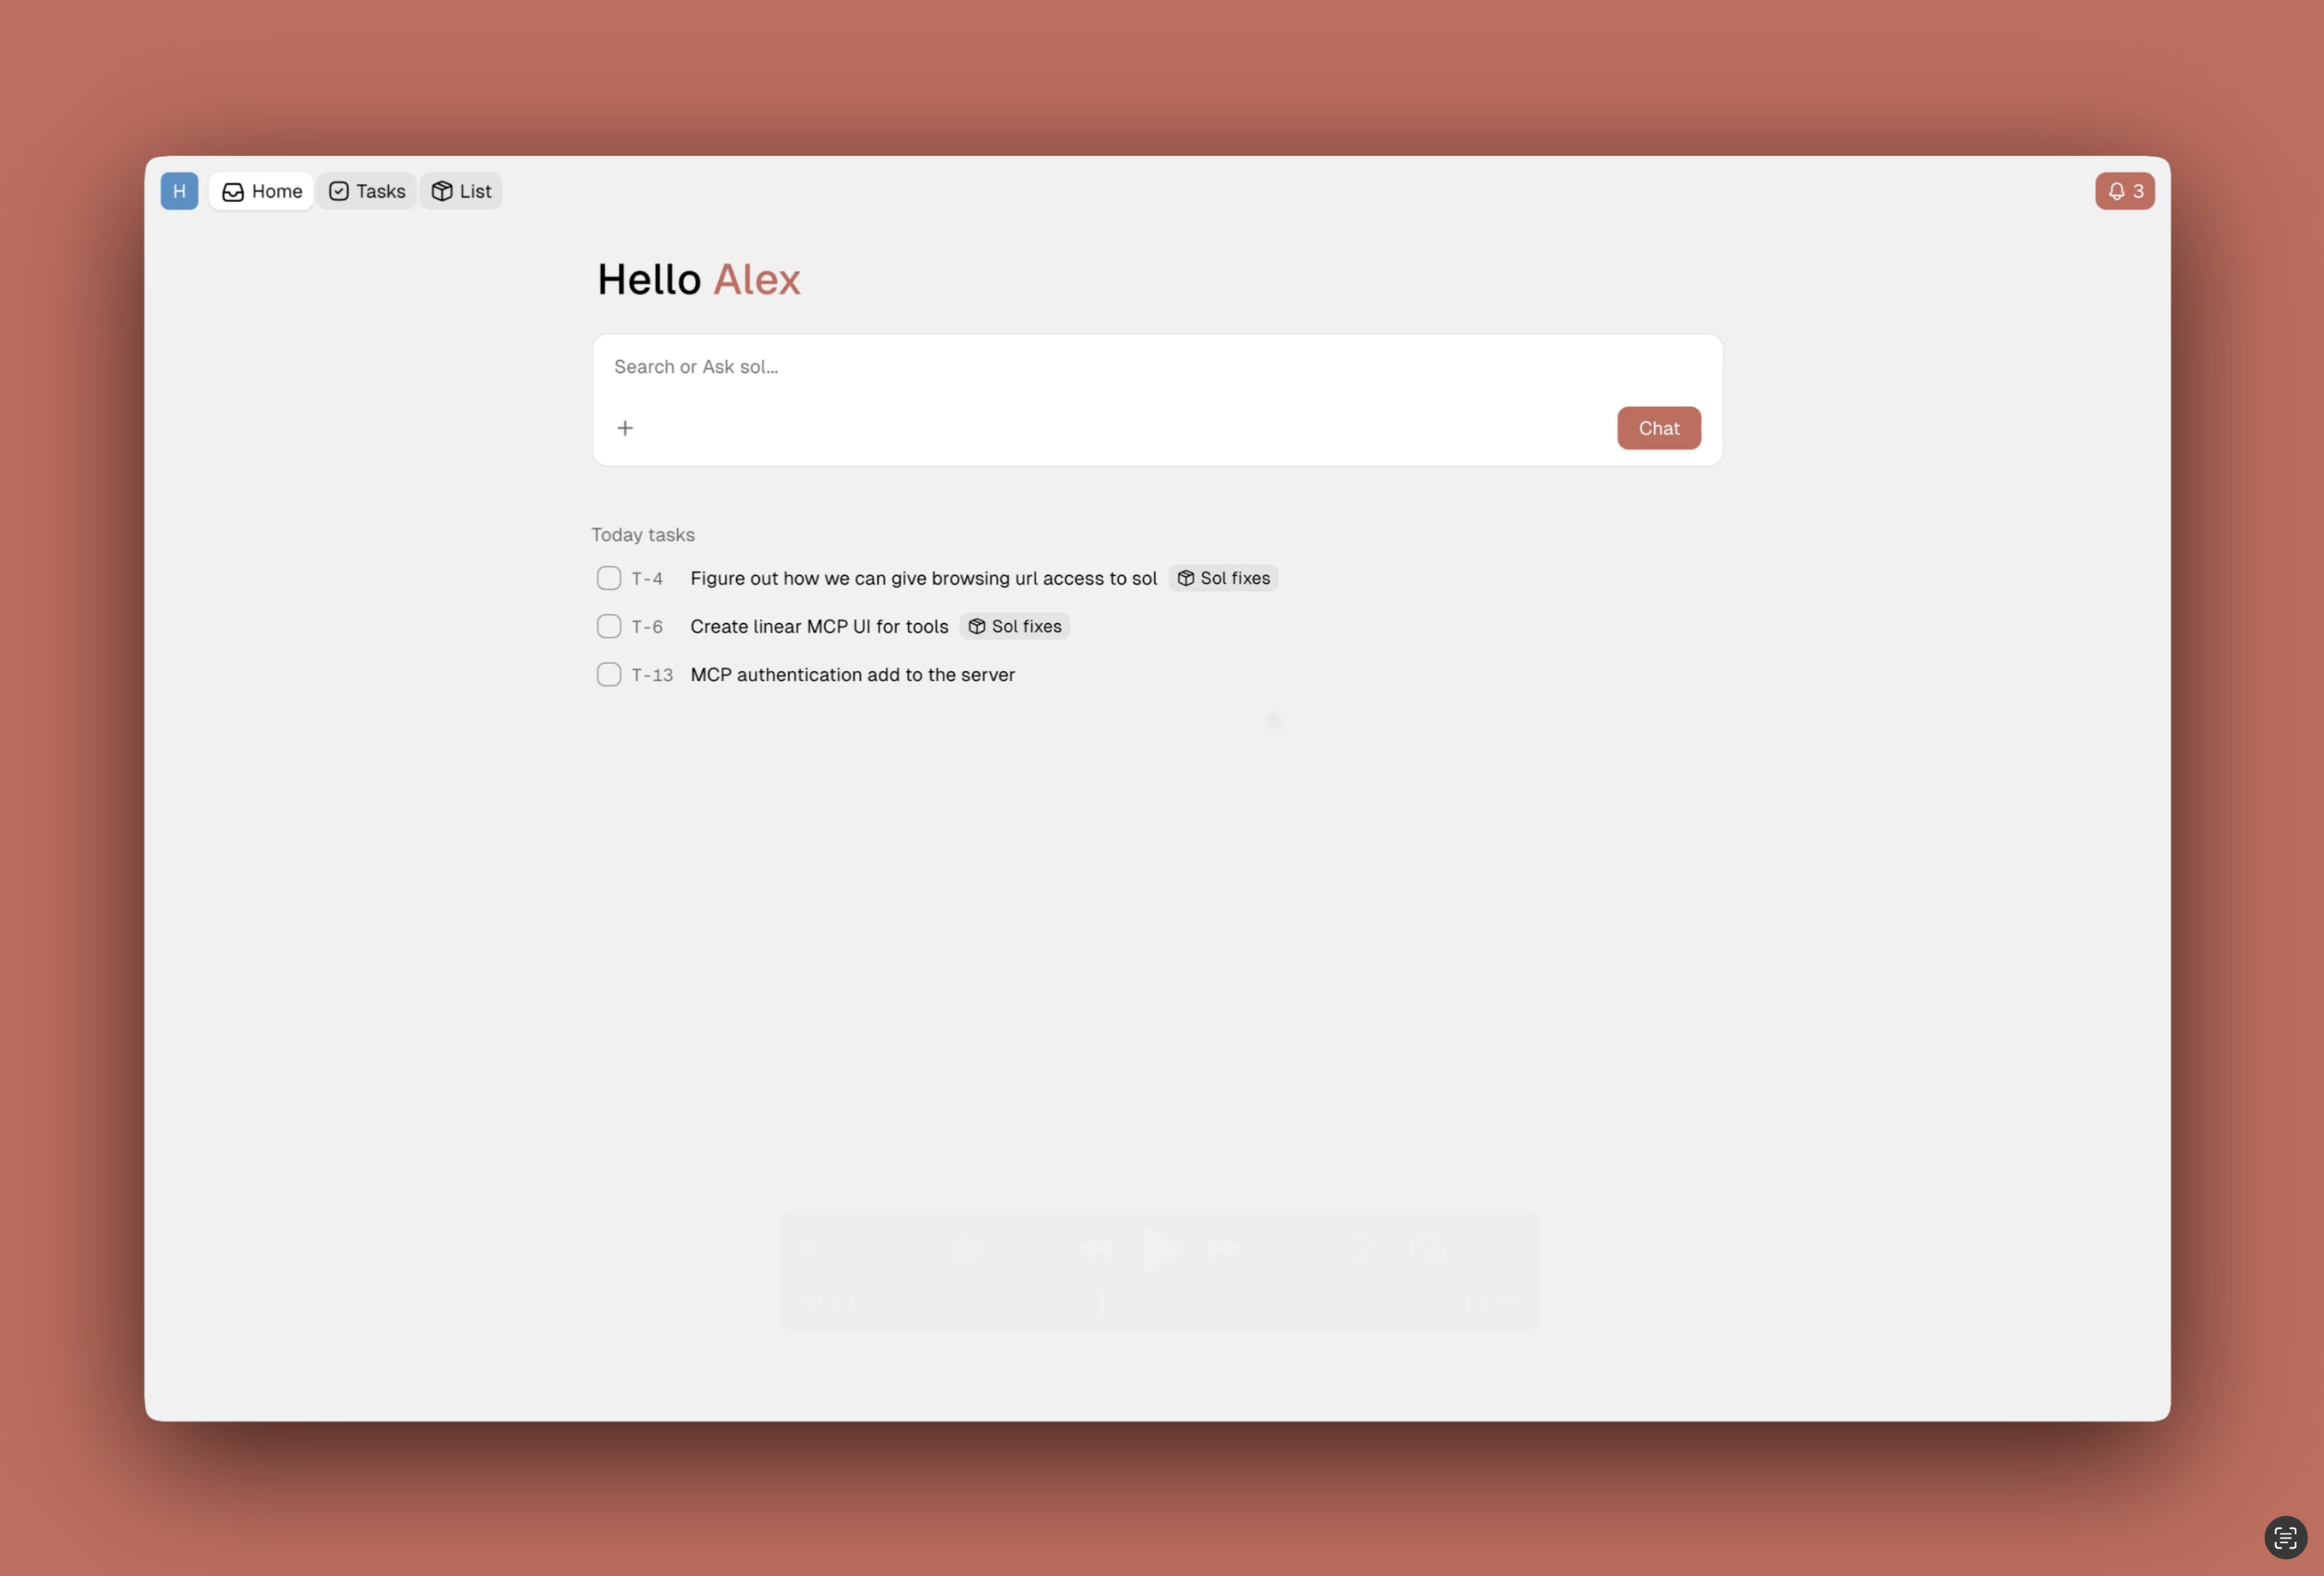 H Home Tasks List 3
Hello Alex
Search or Ask sol...
Chat
Today tasks
T-4 Figure out how we can give browsing url access to sol Sol fixes
T-6 Create linear MCP UI for tools Sol fixes
T-13 MCP authentication add to the server